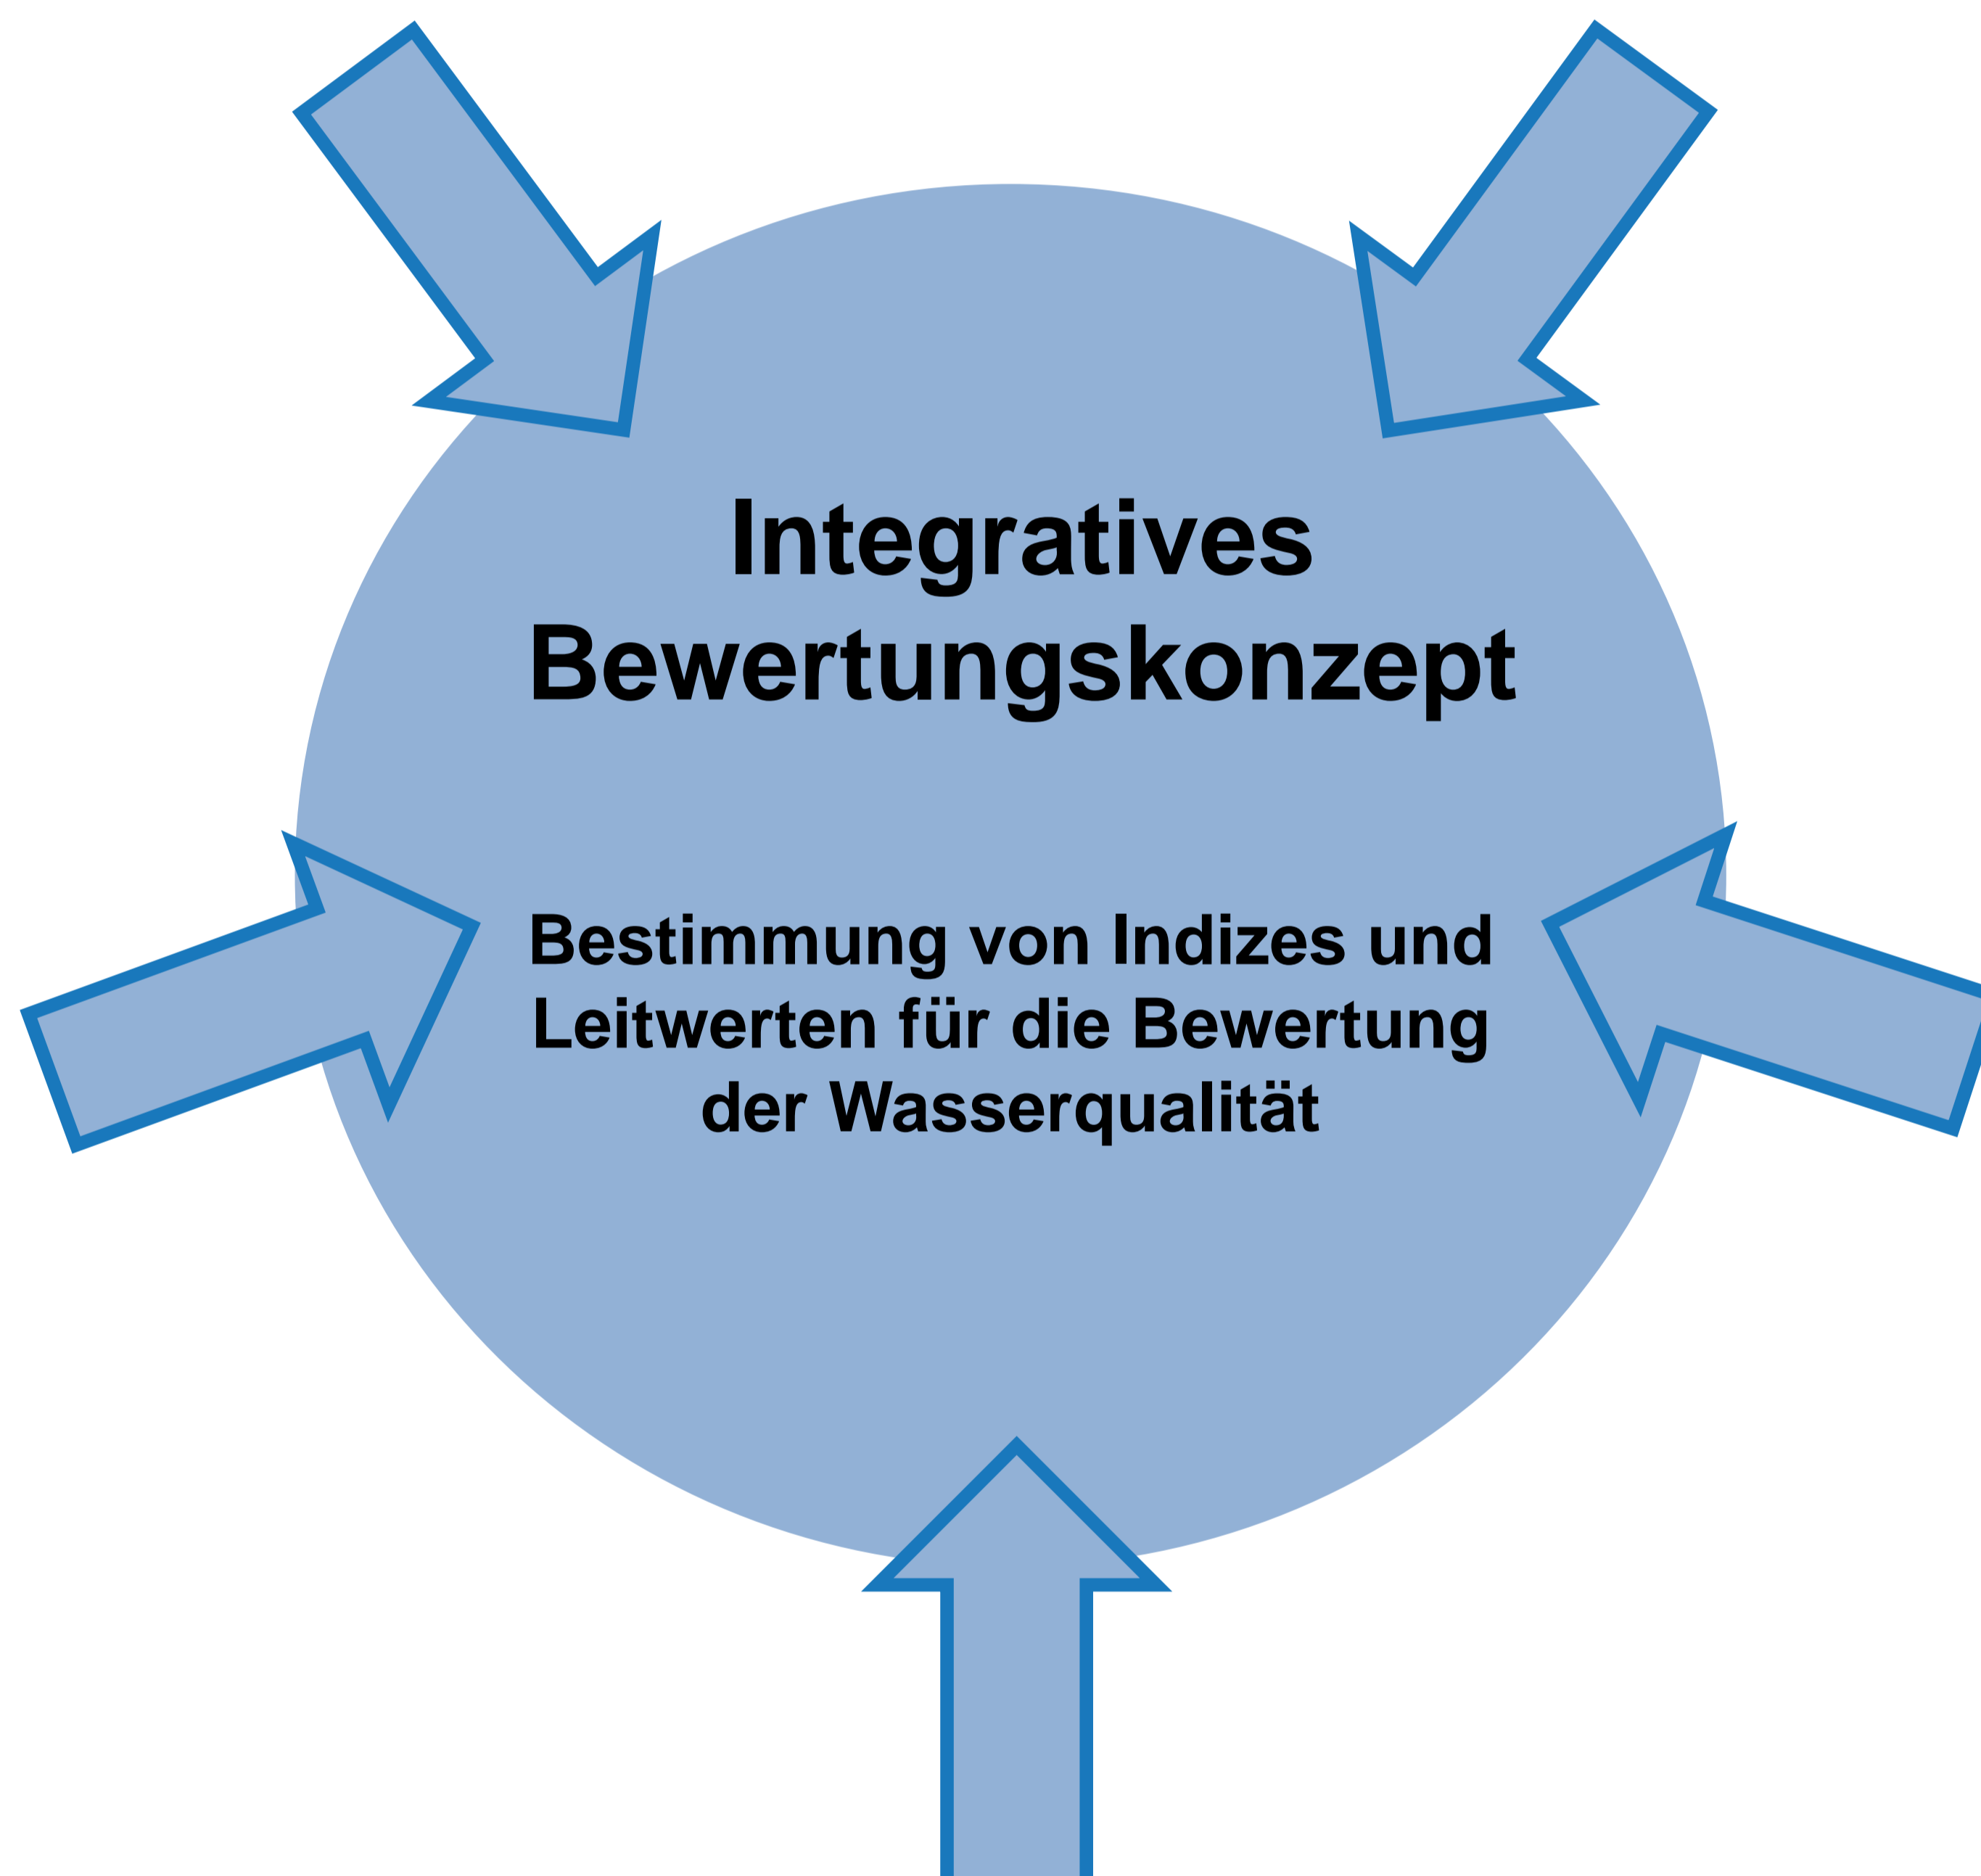 Integratives
Bewertungskonzept
Bestimmung von Indizes und
Leitwerten für die Bewertung
der Wasserqualität